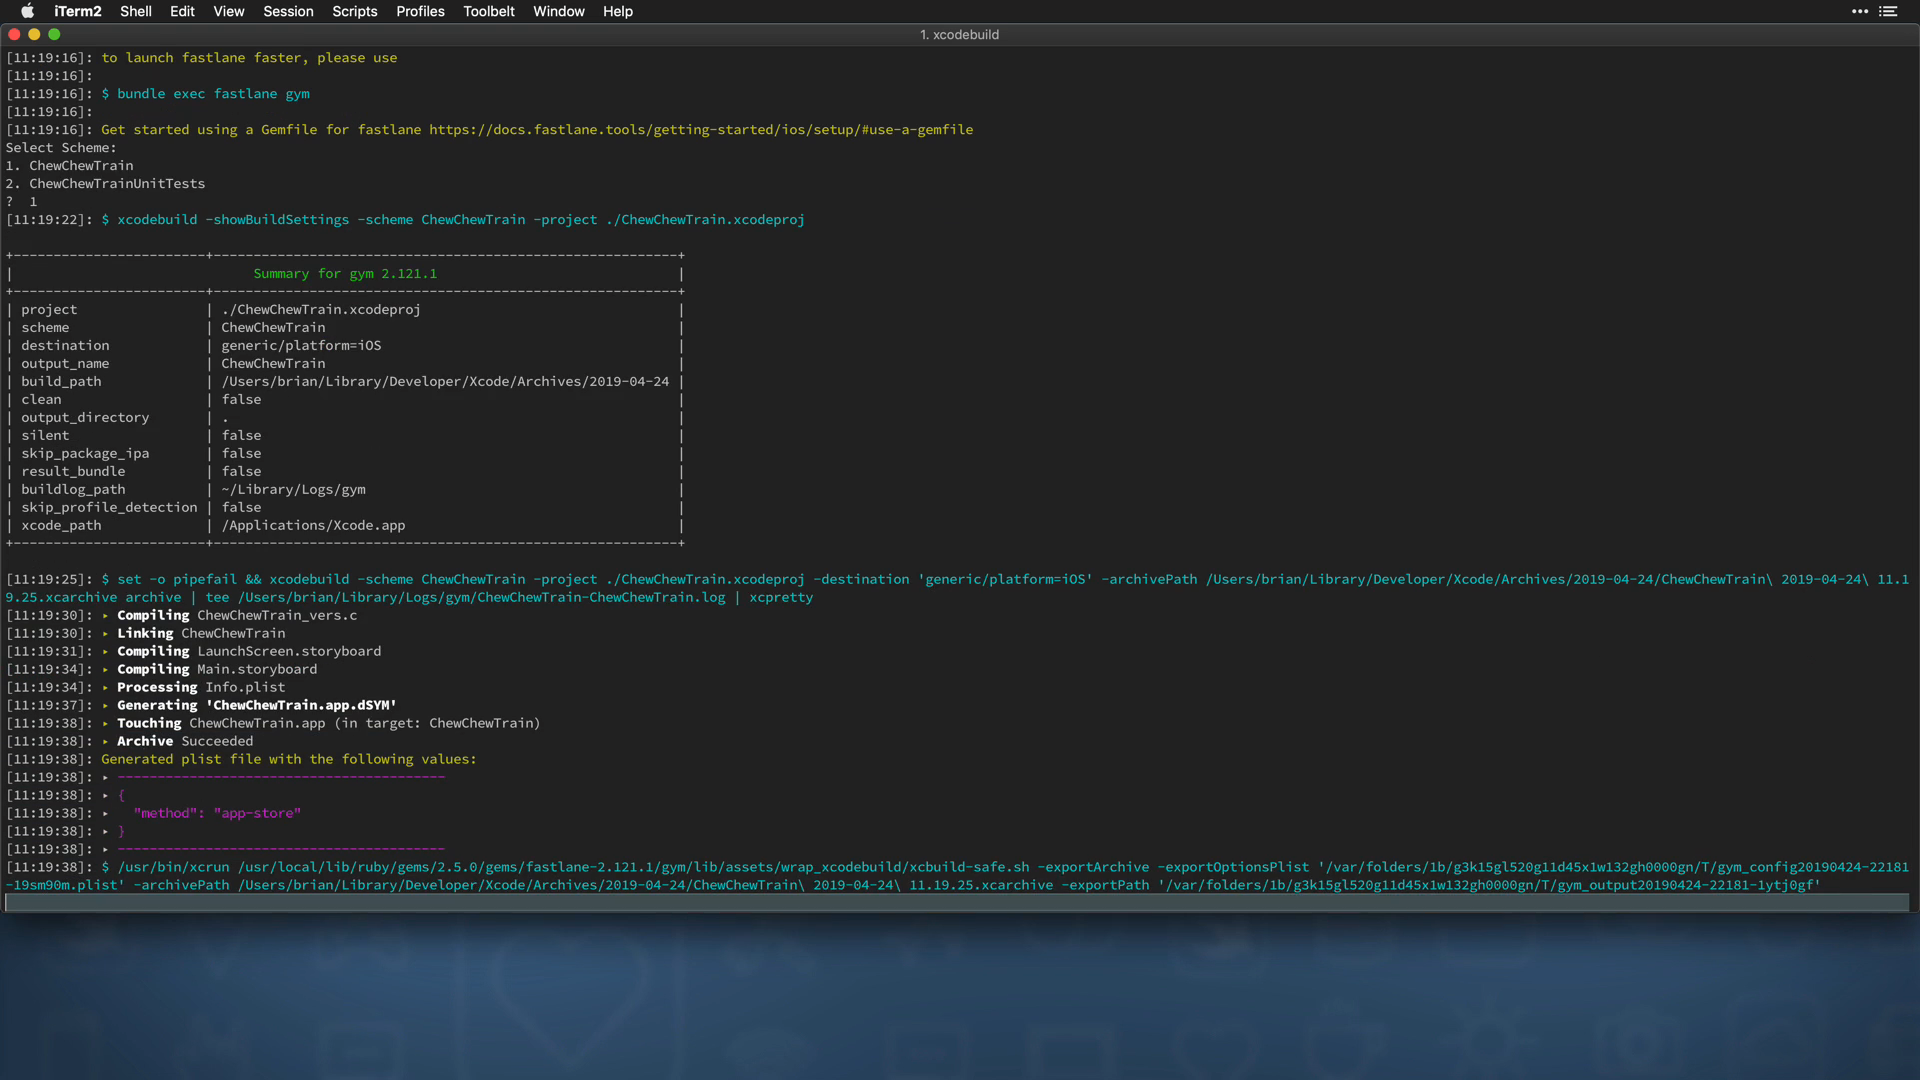 iTerm2 Shell Edit View Session Scripts Profiles Toolbelt Window Help
1. xcodebuild
[11:19:16]: to launch fastlane faster, please use
[11:19:16]:
[11:19:16]: $ bundle exec fastlane gym
[11:19:16]:
[11:19:16]: Get started using a Gemfile for fastlane https://docs.fastlane.tools/getting-started/ios/setup/#use-a-gemfile
Select Scheme:
1. ChewChewTrain
2. ChewChewTrainUnitTests
?  1
[11:19:22]: $ xcodebuild -showBuildSettings -scheme ChewChewTrain -project ./ChewChewTrain.xcodeproj
+------------------------+-----------------------------------------------------------+
| Summary for gym 2.121.1 |
+------------------------+-----------------------------------------------------------+
| project | ./ChewChewTrain.xcodeproj |
| scheme | ChewChewTrain |
| destination | generic/platform=iOS |
| output_name | ChewChewTrain |
| build_path | /Users/brian/Library/Developer/Xcode/Archives/2019-04-24 |
| clean | false |
| output_directory | . |
| silent | false |
| skip_package_ipa | false |
| result_bundle | false |
| buildlog_path | ~/Library/Logs/gym |
| skip_profile_detection | false |
| xcode_path | /Applications/Xcode.app |
+------------------------+-----------------------------------------------------------+
[11:19:25]: $ set -o pipefail && xcodebuild -scheme ChewChewTrain -project ./ChewChewTrain.xcodeproj -destination 'generic/platform=iOS' -archivePath /Users/brian/Library/Developer/Xcode/Archives/2019-04-24/ChewChewTrain\ 2019-04-24\ 11.1
9.25.xcarchive archive | tee /Users/brian/Library/Logs/gym/ChewChewTrain-ChewChewTrain.log | xcpretty
[11:19:30]: ▸ Compiling ChewChewTrain_vers.c
[11:19:30]: ▸ Linking ChewChewTrain
[11:19:31]: ▸ Compiling LaunchScreen.storyboard
[11:19:34]: ▸ Compiling Main.storyboard
[11:19:34]: ▸ Processing Info.plist
[11:19:37]: ▸ Generating 'ChewChewTrain.app.dSYM'
[11:19:38]: ▸ Touching ChewChewTrain.app (in target: ChewChewTrain)
[11:19:38]: ▸ Archive Succeeded
[11:19:38]: Generated plist file with the following values:
[11:19:38]: ▸ -----------------------------------------
[11:19:38]: ▸ {
[11:19:38]: ▸   "method": "app-store"
[11:19:38]: ▸ }
[11:19:38]: ▸ -----------------------------------------
[11:19:38]: $ /usr/bin/xcrun /usr/local/lib/ruby/gems/2.5.0/gems/fastlane-2.121.1/gym/lib/assets/wrap_xcodebuild/xcbuild-safe.sh -exportArchive -exportOptionsPlist '/var/folders/1b/g3k15gl520g11d45x1w132gh0000gn/T/gym_config20190424-22181
-19sm90m.plist' -archivePath /Users/brian/Library/Developer/Xcode/Archives/2019-04-24/ChewChewTrain\ 2019-04-24\ 11.19.25.xcarchive -exportPath '/var/folders/1b/g3k15gl520g11d45x1w132gh0000gn/T/gym_output20190424-22181-1ytj0gf'